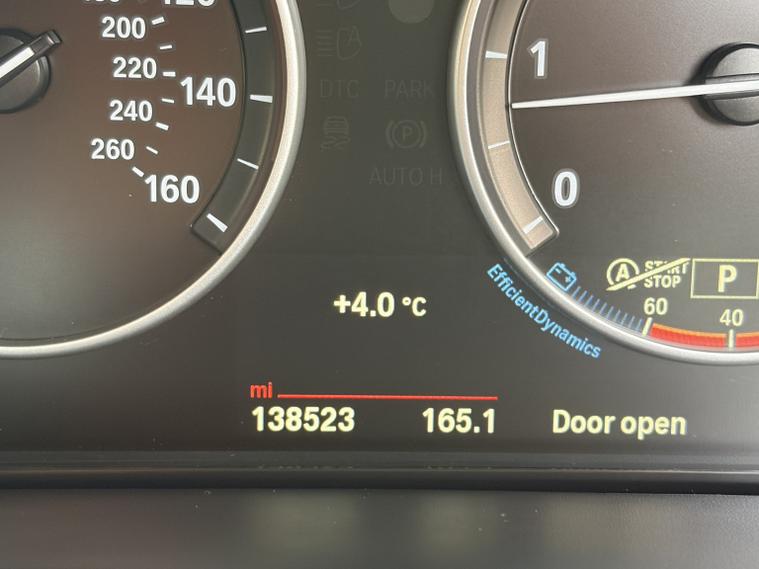 120
200
220
140
240
260
160
DTC PARK
P
AUTO H
1
0
+4.0 °C
EfficientDynamics
A START STOP
P
60
40
mi
138523 165.1 Door open